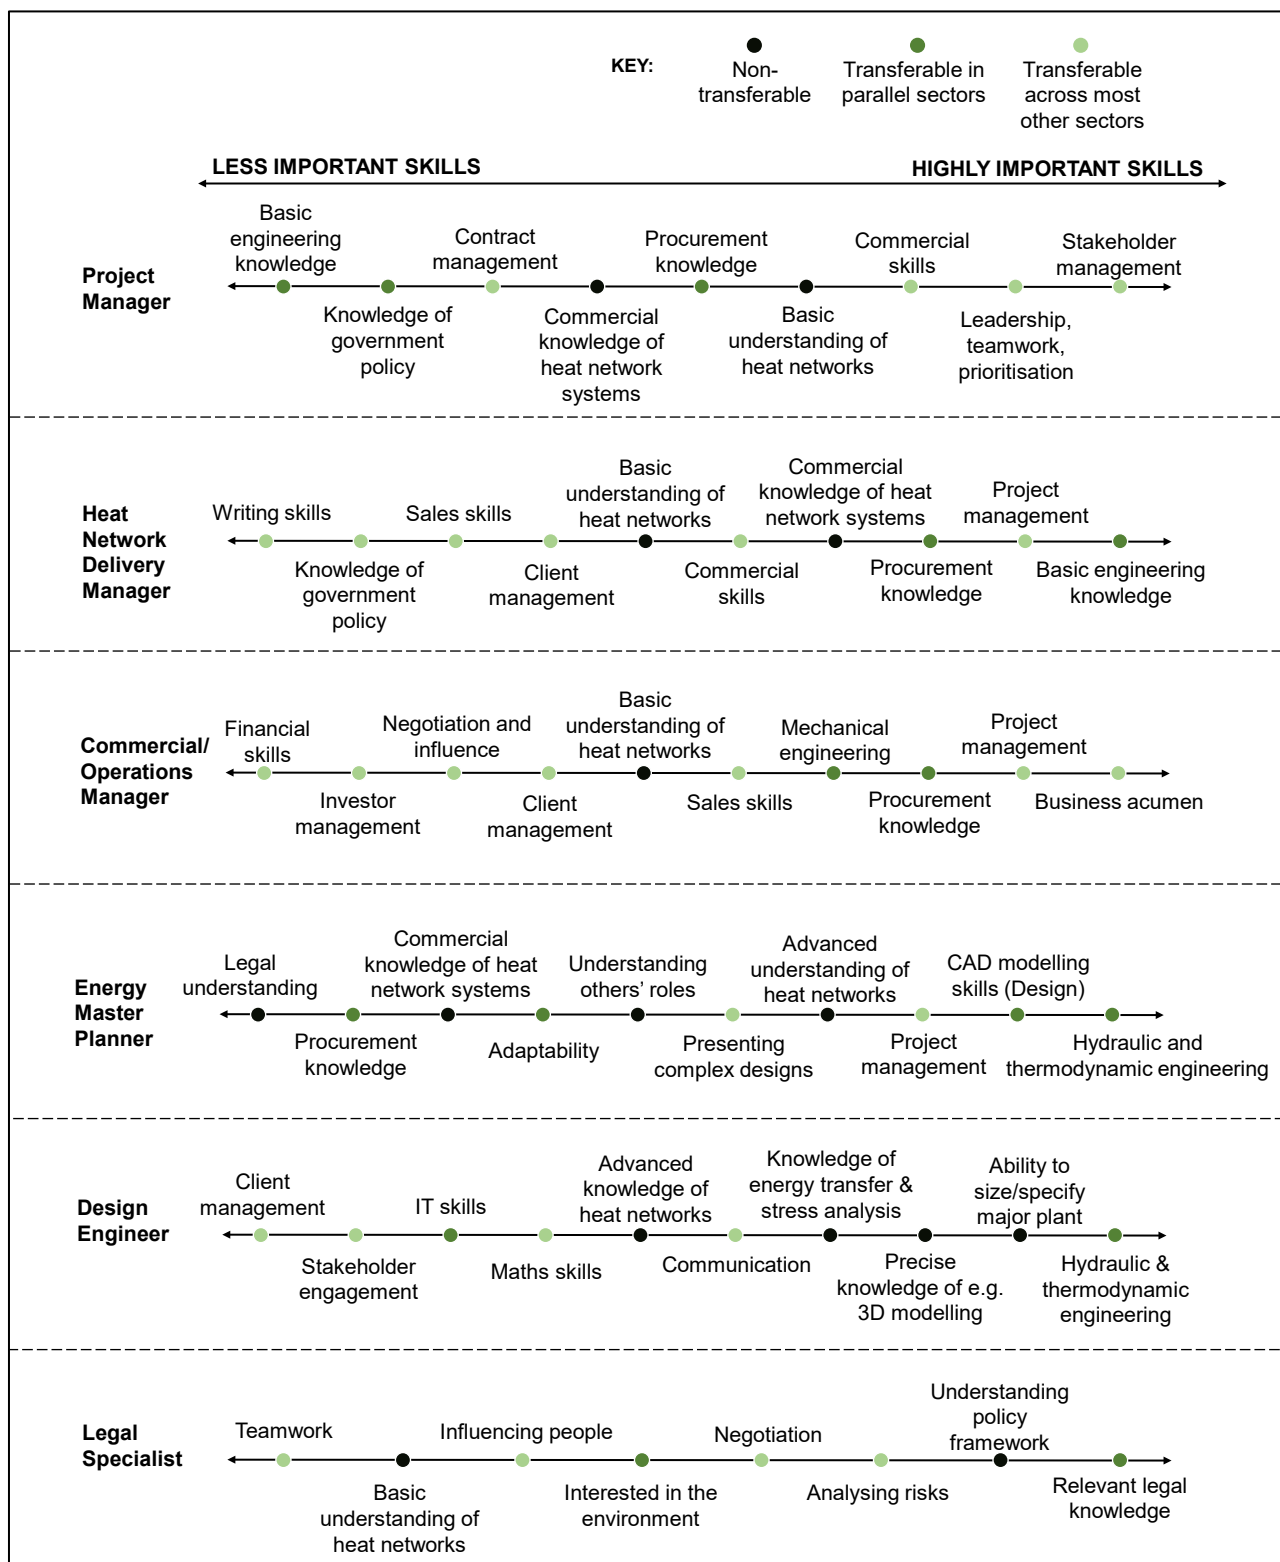 KEY:
Non-
transferable
Transferable in
parallel sectors
Transferable
across most
other sectors
LESS IMPORTANT SKILLS
HIGHLY IMPORTANT SKILLS
Project
Manager
Basic
engineering
knowledge
Knowledge of
government
policy
Contract
management
Commercial
knowledge of
heat network
systems
Procurement
knowledge
Basic
understanding of
heat networks
Commercial
skills
Leadership,
teamwork,
prioritisation
Stakeholder
management
Heat
Network
Delivery
Manager
Writing skills
Knowledge of
government
policy
Sales skills
Client
management
Basic
understanding of
heat networks
Commercial
skills
Commercial
knowledge of heat
network systems
Procurement
knowledge
Project
management
Basic engineering
knowledge
Commercial/
Operations
Manager
Financial
skills
Investor
management
Negotiation and
influence
Client
management
Basic
understanding of
heat networks
Sales skills
Mechanical
engineering
Procurement
knowledge
Project
management
Business acumen
Energy
Master
Planner
Legal
understanding
Procurement
knowledge
Commercial
knowledge of heat
network systems
Adaptability
Understanding
others’ roles
Presenting
complex designs
Advanced
understanding of
heat networks
Project
management
CAD modelling
skills (Design)
Hydraulic and
thermodynamic engineering
Design
Engineer
Client
management
Stakeholder
engagement
IT skills
Maths skills
Advanced
knowledge of
heat networks
Communication
Knowledge of
energy transfer &
stress analysis
Precise
knowledge of e.g.
3D modelling
Ability to
size/specify
major plant
Hydraulic &
thermodynamic
engineering
Legal
Specialist
Teamwork
Basic
understanding of
heat networks
Influencing people
Interested in the
environment
Negotiation
Analysing risks
Understanding
policy
framework
Relevant legal
knowledge